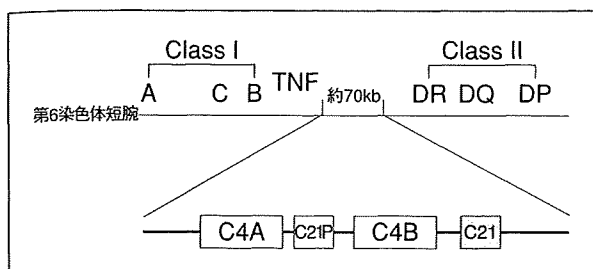 Class I
Class II
TNF
A C B 約70kb DR DQ DP
第6染色体短腕
C4A C21P C4B C21